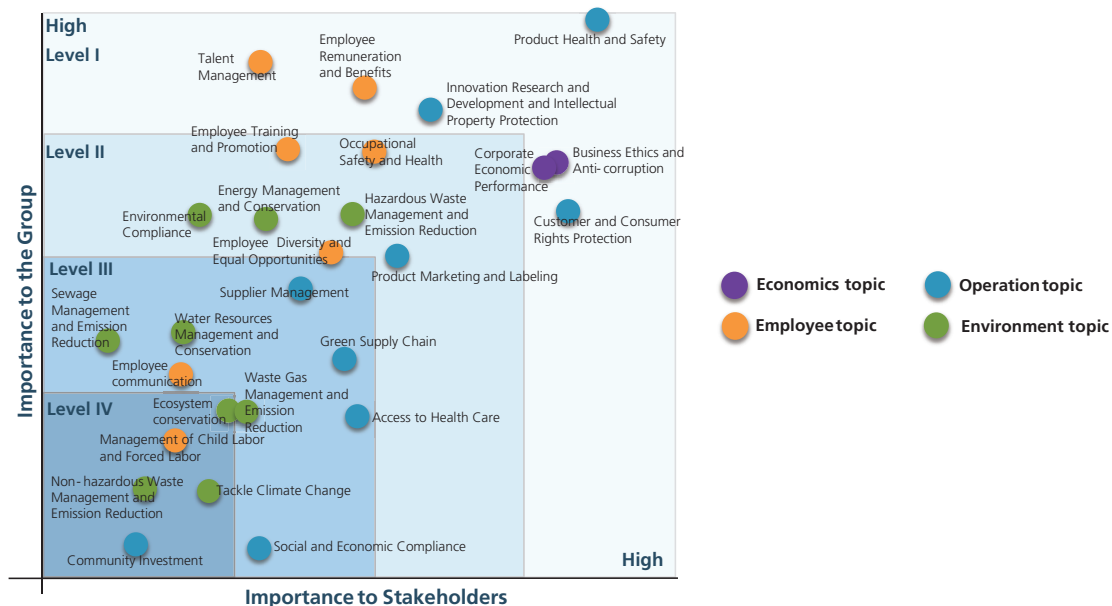 High
Level I
Product Health and Safety
Talent
Management
Employee
Remuneration
and Benefits
Innovation Research and
Development and Intellectual
Property Protection
Level II
Employee Training
and Promotion
Occupational
Safety and Health
Corporate
Economic
Performance
Business Ethics and
Anti-corruption
Environmental
Compliance
Energy Management
and Conservation
Hazardous Waste
Management and
Emission Reduction
Customer and Consumer
Rights Protection
Employee Diversity and
Equal Opportunities
Product Marketing and Labeling
Level III
Supplier Management
Sewage
Management
and Emission
Reduction
Water Resources
Management and
Conservation
Green Supply Chain
Employee
communication
Waste Gas
Management and
Emission
Reduction
Level IV
Ecosystem
conservation
Access to Health Care
Management of Child Labor
and Forced Labor
Non-hazardous Waste
Management and
Emission Reduction
Tackle Climate Change
Community Investment
Social and Economic Compliance
High
Importance to the Group
Importance to Stakeholders
Economics topic
Operation topic
Employee topic
Environment topic